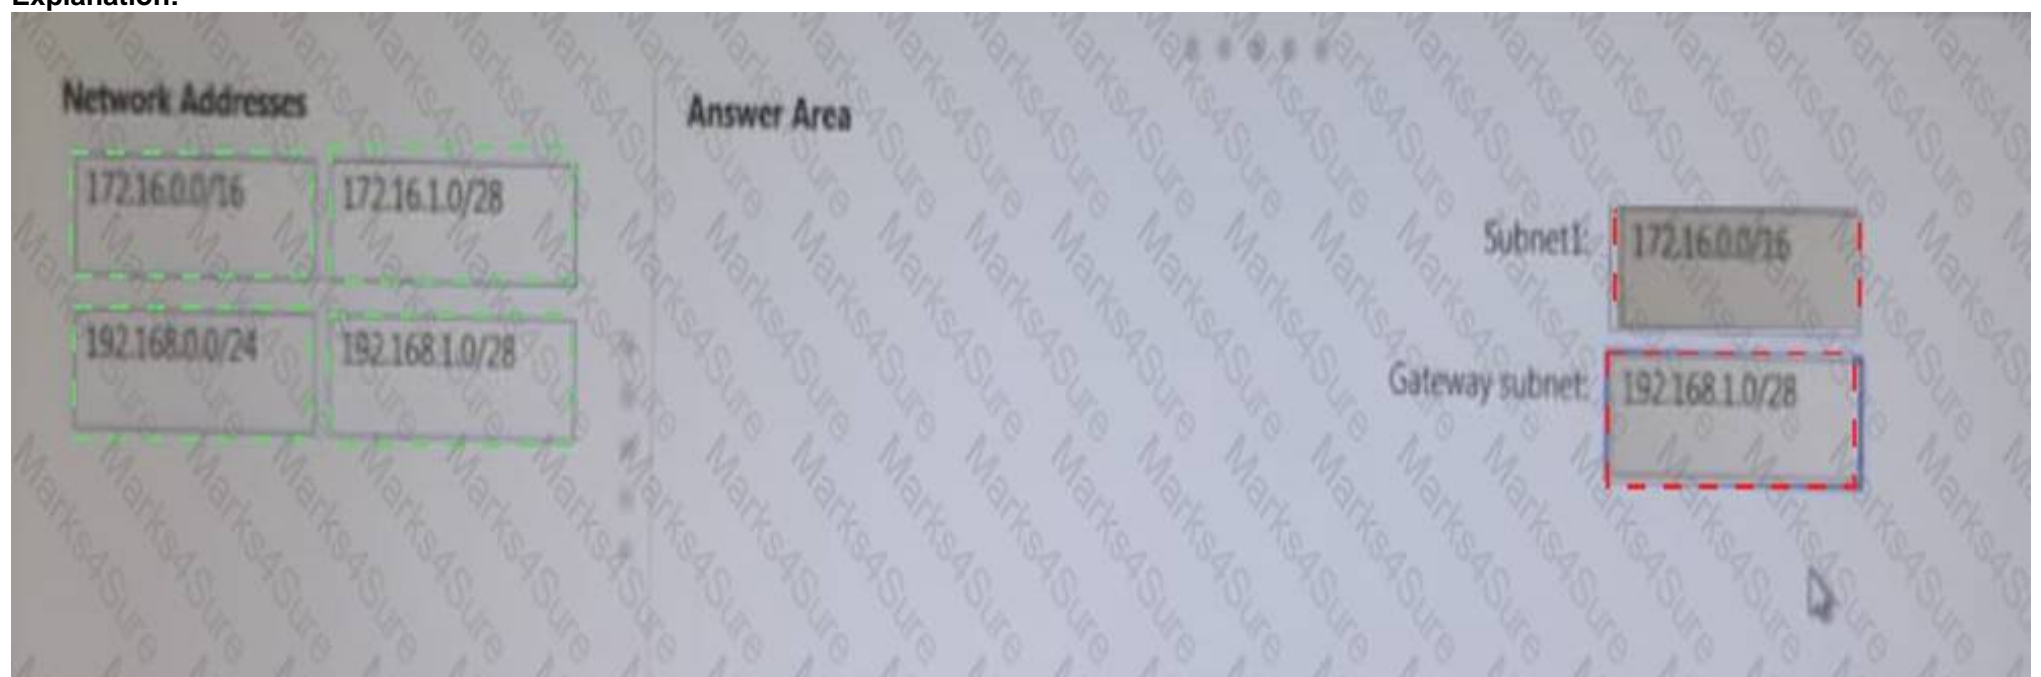 Explanation:
Network Addresses
172.16.0.0/16
172.16.1.0/28
192.168.0.0/24
192.168.1.0/28
Answer Area
Subnet1:
172.16.0.0/16
Gateway subnet:
192.168.1.0/28
Marks4Sure